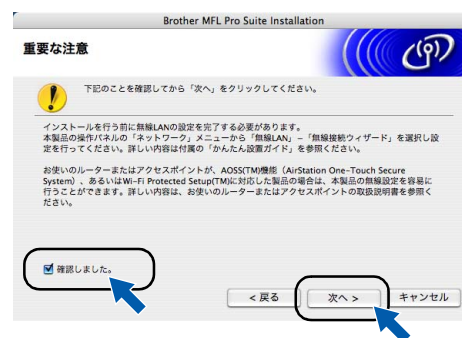 Brother MFL Pro Suite Installation
重要な注意
下記のことを確認してから「次へ」をクリックしてください。
インストールを行う前に無線LANの設定を完了する必要があります。
本製品の操作パネルの「ネットワーク」メニューから「無線LAN」–「無線接続ウィザード」を選択し設
定を行ってください。詳しい内容は付属の「かんたん設置ガイド」を参照ください。
お使いのルーターまたはアクセスポイントが、AOSS(TM)機能（AirStation One-Touch Secure
System）、あるいはWi-Fi Protected Setup(TM)に対応した製品の場合は、本製品の無線設定を容易に
行うことができます。詳しい内容は、お使いのルーターまたはアクセスポイントの取扱説明書を参照く
ださい。
確認しました。
< 戻る 次へ > キャンセル